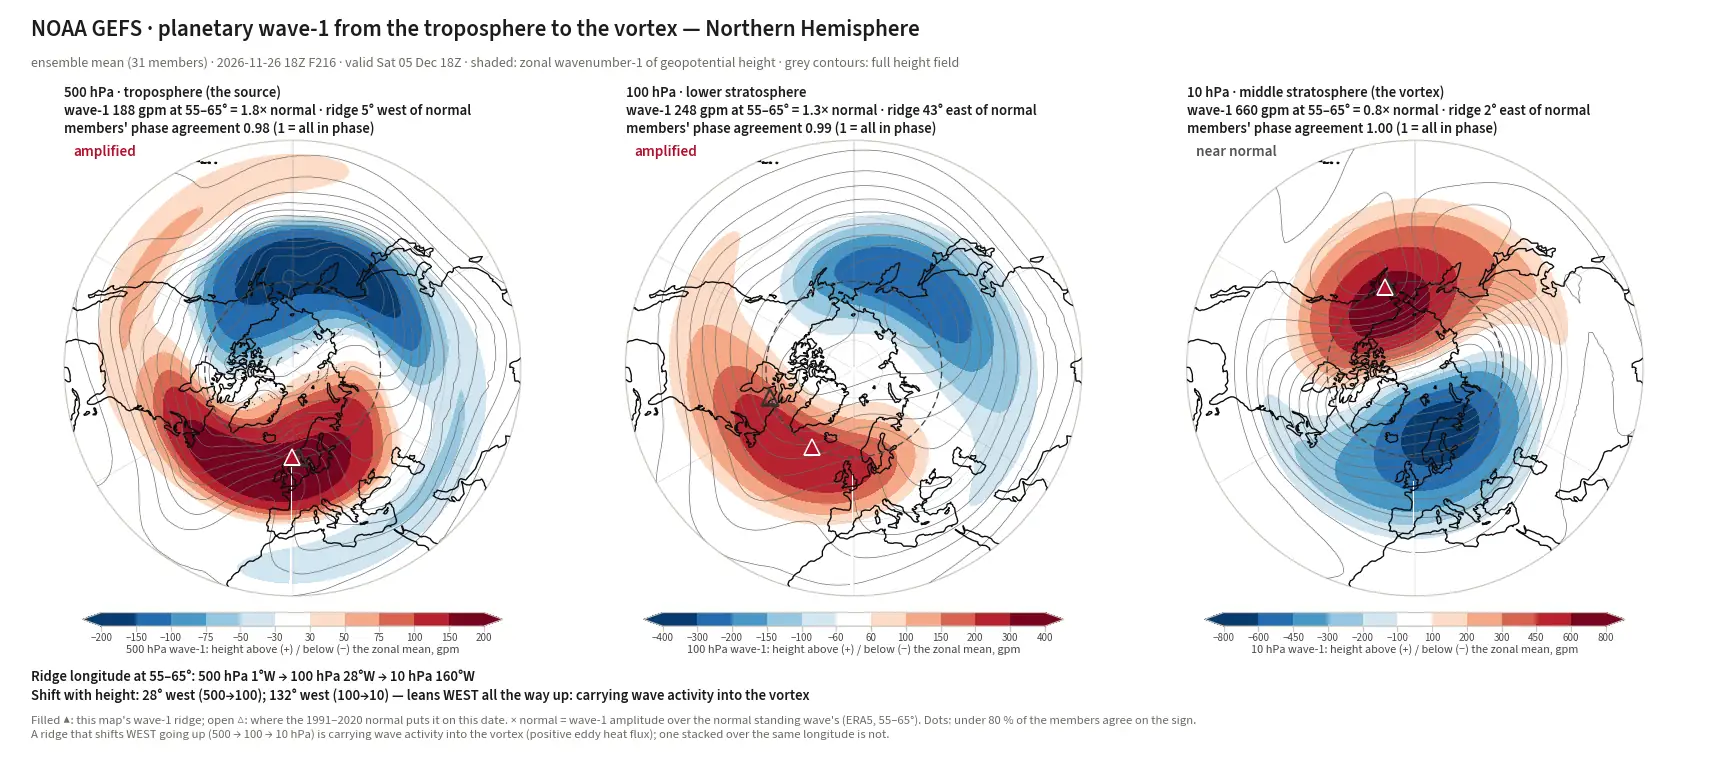 NOAA GEFS · planetary wave-1 from the troposphere to the vortex — Northern Hemisphere
ensemble mean (31 members) · 2026-11-26 18Z F216 · valid Sat 05 Dec 18Z · shaded: zonal wavenumber-1 of geopotential height · grey contours: full height field
500 hPa · troposphere (the source)
wave-1 188 gpm at 55–65° = 1.8× normal · ridge 5° west of normal
members' phase agreement 0.98 (1 = all in phase)
amplified
100 hPa · lower stratosphere
wave-1 248 gpm at 55–65° = 1.3× normal · ridge 43° east of normal
members' phase agreement 0.99 (1 = all in phase)
amplified
10 hPa · middle stratosphere (the vortex)
wave-1 660 gpm at 55–65° = 0.8× normal · ridge 2° east of normal
members' phase agreement 1.00 (1 = all in phase)
near normal
−200 −150 −100 −75 −50 −30 30 50 75 100 150 200
500 hPa wave-1: height above (+) / below (−) the zonal mean, gpm
−400 −300 −200 −150 −100 −60 60 100 150 200 300 400
100 hPa wave-1: height above (+) / below (−) the zonal mean, gpm
−800 −600 −450 −300 −200 −100 100 200 300 450 600 800
10 hPa wave-1: height above (+) / below (−) the zonal mean, gpm
Ridge longitude at 55–65°: 500 hPa 1°W → 100 hPa 28°W → 10 hPa 160°W
Shift with height: 28° west (500→100); 132° west (100→10) — leans WEST all the way up: carrying wave activity into the vortex
Filled ▲: this map's wave-1 ridge; open △: where the 1991–2020 normal puts it on this date. × normal = wave-1 amplitude over the normal standing wave's (ERA5, 55–65°). Dots: under 80 % of the members agree on the sign.
A ridge that shifts WEST going up (500 → 100 → 10 hPa) is carrying wave activity into the vortex (positive eddy heat flux); one stacked over the same longitude is not.